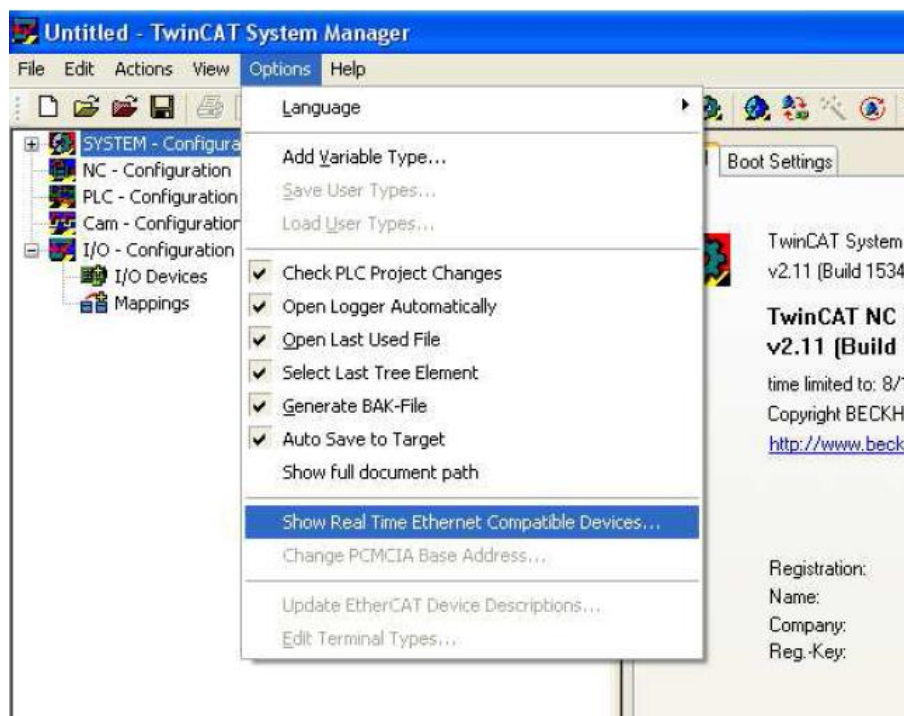 Untitled - TwinCAT System Manager
File Edit Actions View Options Help
Language
Add Variable Type...
Save User Types...
Load User Types...
Check PLC Project Changes
Open Logger Automatically
Open Last Used File
Select Last Tree Element
Generate BAK-File
Auto Save to Target
Show full document path
Show Real Time Ethernet Compatible Devices...
Change PCMCIA Base Address...
Update EtherCAT Device Descriptions...
Edit Terminal Types...
SYSTEM - Configura
NC - Configuration
PLC - Configuration
Cam - Configuration
I/O - Configuration
I/O Devices
Mappings
Boot Settings
TwinCAT System
v2.11 (Build 1534
TwinCAT NC
v2.11 (Build
time limited to: 8/
Copyright BECKH
http://www.beck
Registration:
Name:
Company:
Reg.-Key: